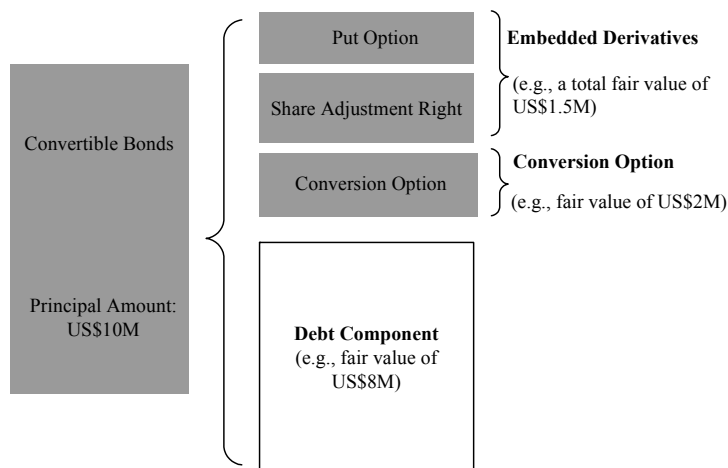 Convertible Bonds
Principal Amount:
US$10M
Put Option
Share Adjustment Right
Conversion Option
Debt Component
(e.g., fair value of
US$8M)
Embedded Derivatives
(e.g., a total fair value of
US$1.5M)
Conversion Option
(e.g., fair value of US$2M)